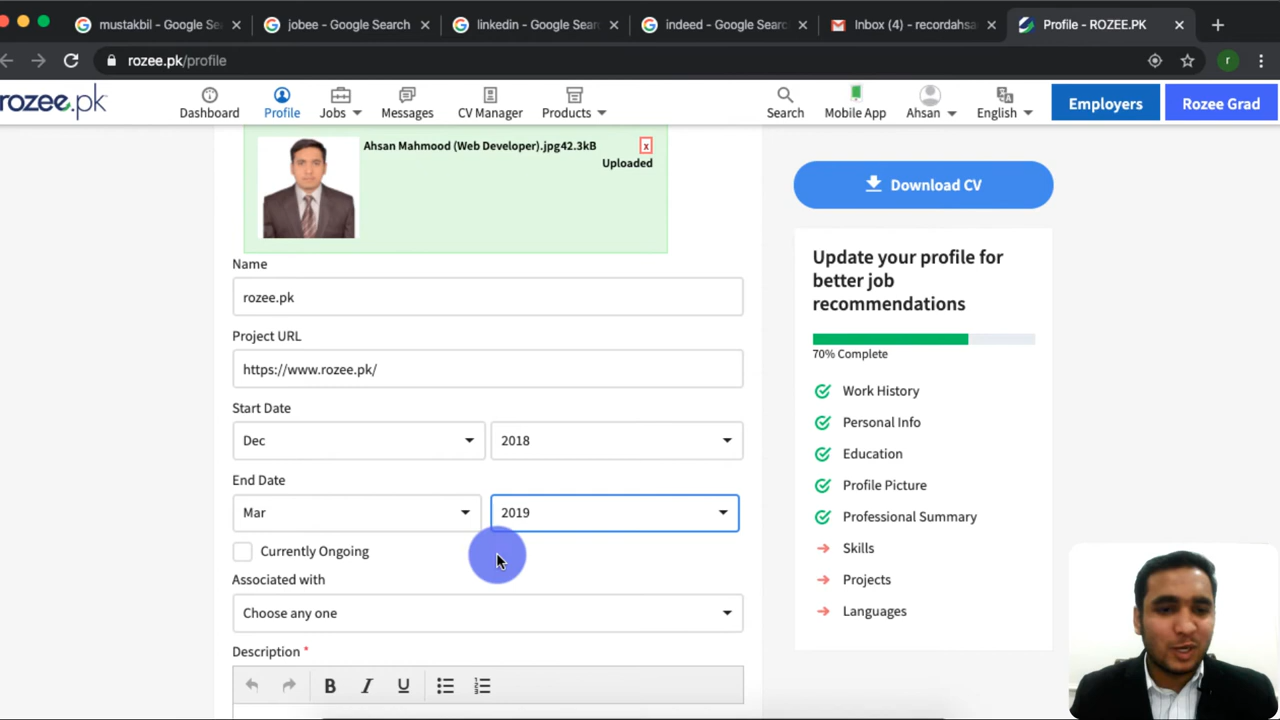 mustakbil - Google Se
jobee - Google Search
linkedin - Google Sear
indeed - Google Searc
Inbox (4) - recordahsa
Profile - ROZEE.PK
rozee.pk/profile
r
rozee.pk
Dashboard
Profile
Jobs
Messages
CV Manager
Products
Search
Mobile App
Ahsan
English
Employers
Rozee Grad
Ahsan Mahmood (Web Developer).jpg42.3kB
x
Uploaded
Name
rozee.pk
Project URL
https://www.rozee.pk/
Start Date
Dec
2018
End Date
Mar
2019
Currently Ongoing
Associated with
Choose any one
Description *
B I U
Download CV
Update your profile for
better job
recommendations
70% Complete
Work History
Personal Info
Education
Profile Picture
Professional Summary
Skills
Projects
Languages